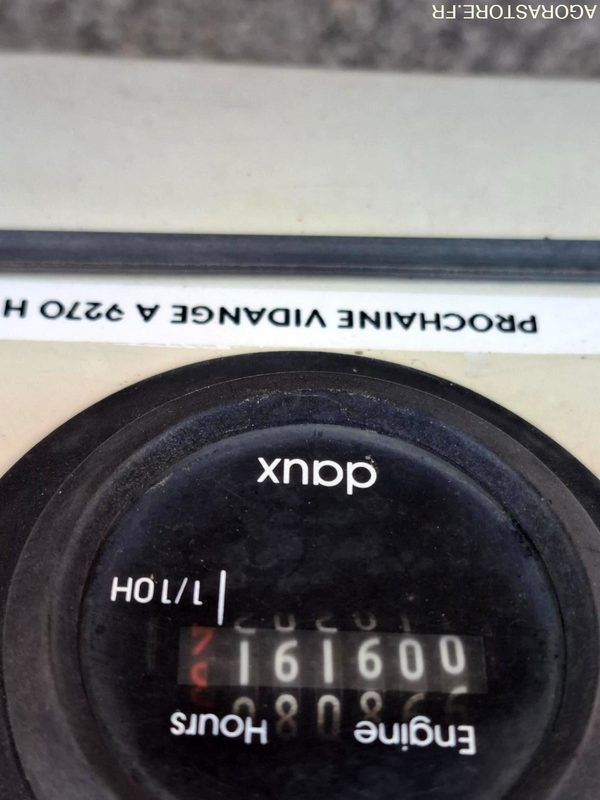 Engine Hours
009191
1/10H
daux
PROCHAINE VIDANGE A 9270 H
AGORASTORE.FR